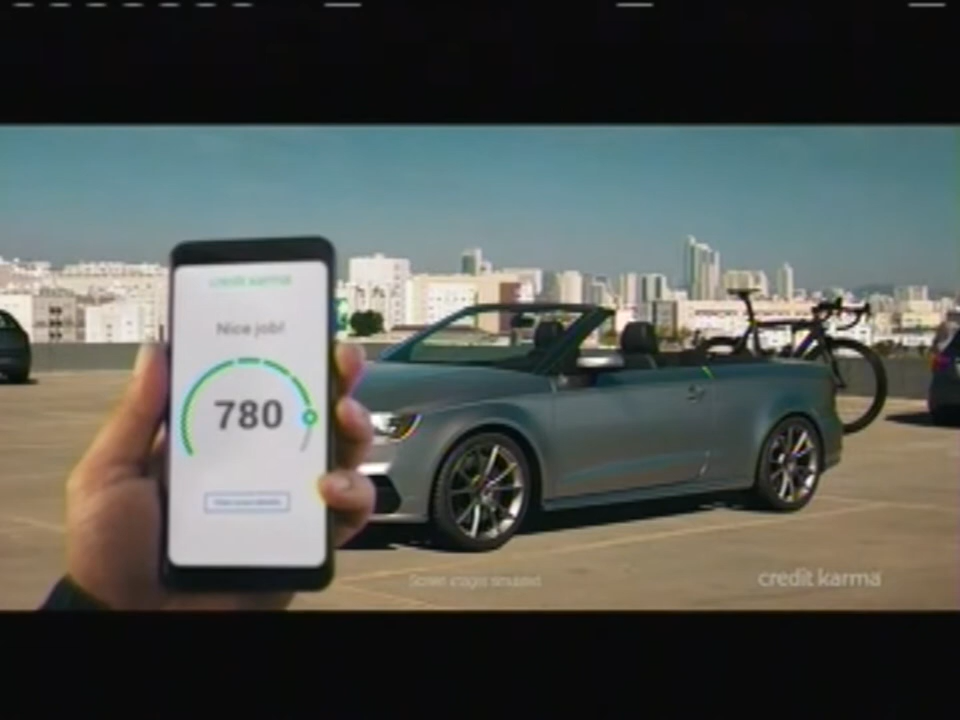 credit karma
Nice job!
780
Screen images simulated
credit karma